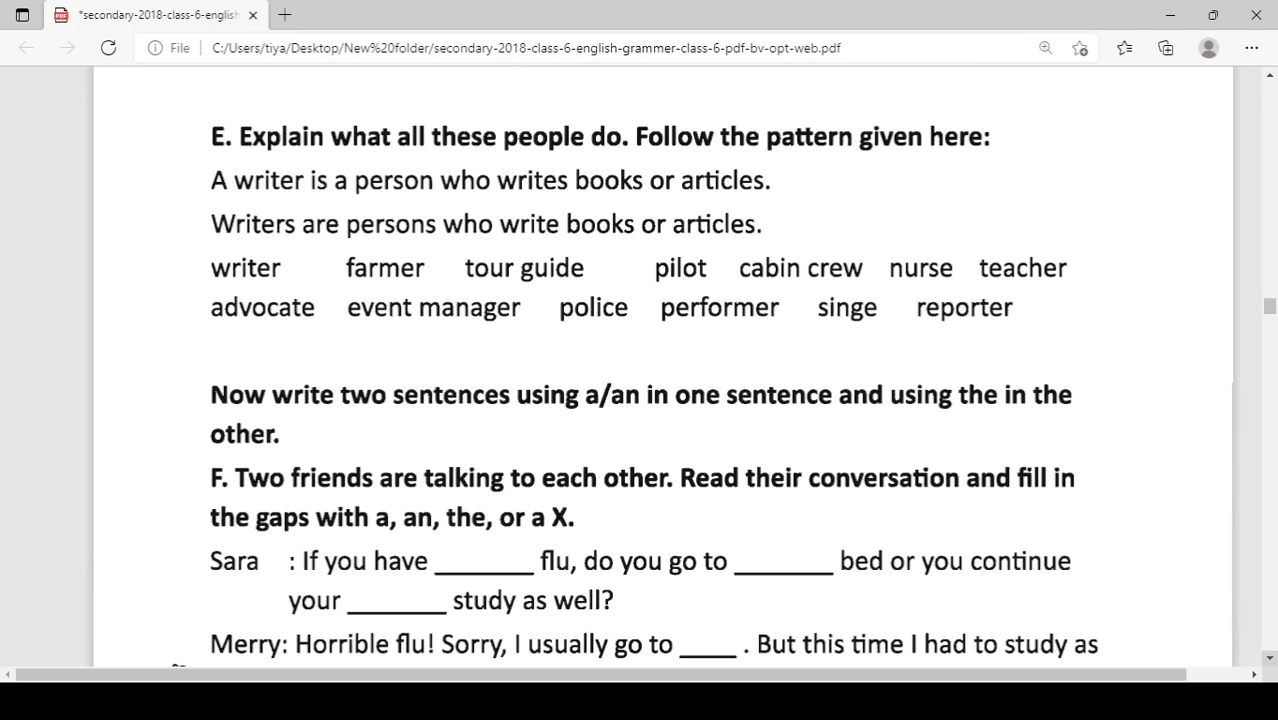 *secondary-2018-class-6-english
File C:/Users/tiya/Desktop/New%20folder/secondary-2018-class-6-english-grammer-class-6-pdf-bv-opt-web.pdf
E. Explain what all these people do. Follow the pattern given here:
A writer is a person who writes books or articles.
Writers are persons who write books or articles.
writer farmer tour guide pilot cabin crew nurse teacher
advocate event manager police performer singe reporter
Now write two sentences using a/an in one sentence and using the in the
other.
F. Two friends are talking to each other. Read their conversation and fill in
the gaps with a, an, the, or a X.
Sara : If you have _______ flu, do you go to _______ bed or you continue
your _______ study as well?
Merry: Horrible flu! Sorry, I usually go to ____ . But this time I had to study as